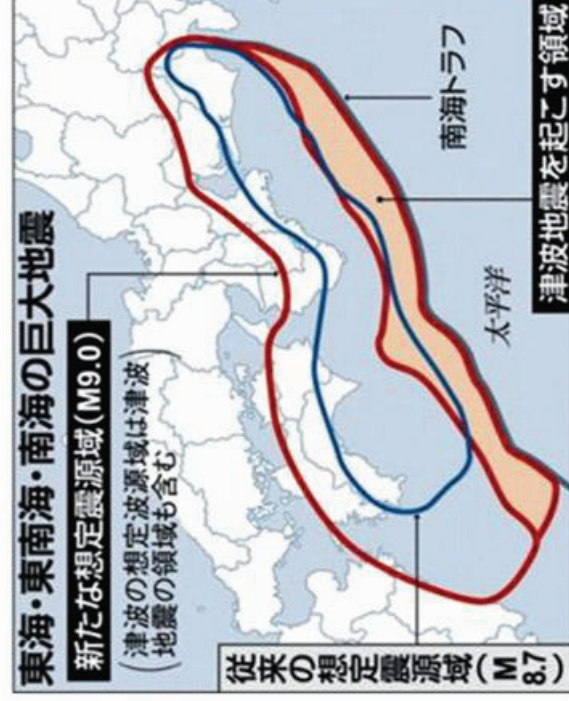 東海・東南海・南海の巨大地震
新たな想定震源域(M9.0)
(津波の想定波源域は津波
地震の領域も含む)
従来の想定震源域(M
8.7)
南海トラフ
太平洋
津波地震を起こす領域